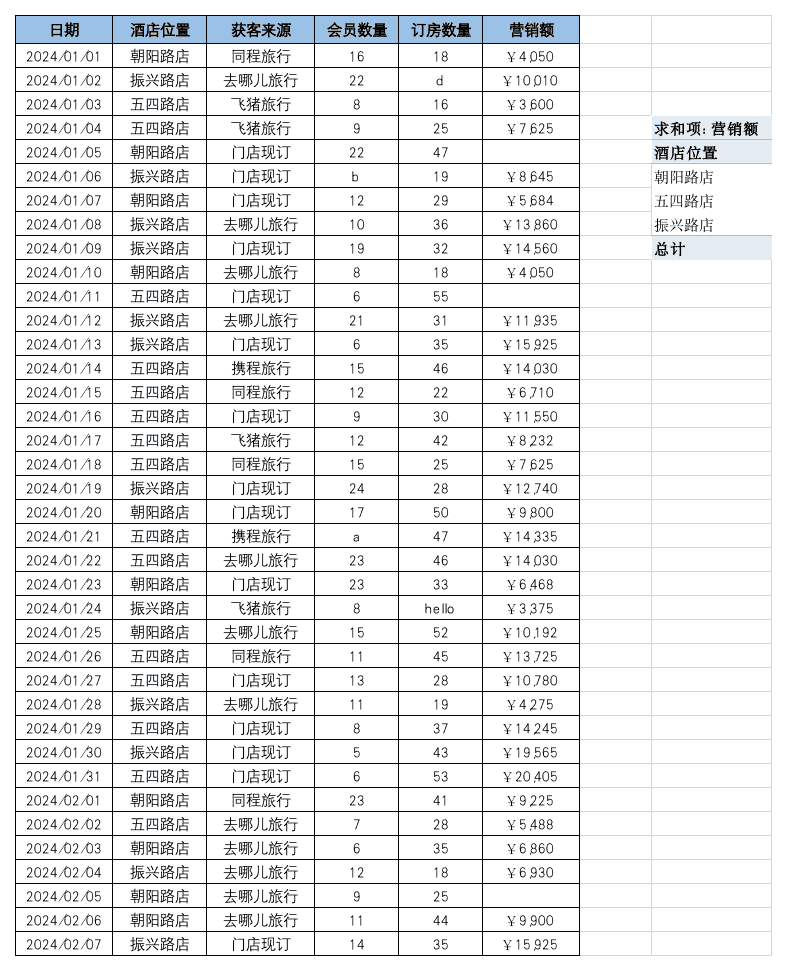 日期 酒店位置 获客来源 会员数量 订房数量 营销额
2024/01/01 朝阳路店 同程旅行 16 18 ￥4,050
2024/01/02 振兴路店 去哪儿旅行 22 d ￥10,010
2024/01/03 五四路店 飞猪旅行 8 16 ￥3,600
2024/01/04 五四路店 飞猪旅行 9 25 ￥7,625 求和项:营销额
2024/01/05 朝阳路店 门店现订 22 47 酒店位置
2024/01/06 振兴路店 门店现订 b 19 ￥8,645 朝阳路店
2024/01/07 朝阳路店 门店现订 12 29 ￥5,684 五四路店
2024/01/08 振兴路店 去哪儿旅行 10 36 ￥13,860 振兴路店
2024/01/09 振兴路店 门店现订 19 32 ￥14,560 总计
2024/01/10 朝阳路店 去哪儿旅行 8 18 ￥4,050
2024/01/11 五四路店 门店现订 6 55
2024/01/12 振兴路店 去哪儿旅行 21 31 ￥11,935
2024/01/13 振兴路店 门店现订 6 35 ￥15,925
2024/01/14 五四路店 携程旅行 15 46 ￥14,030
2024/01/15 五四路店 同程旅行 12 22 ￥6,710
2024/01/16 五四路店 门店现订 9 30 ￥11,550
2024/01/17 五四路店 飞猪旅行 12 42 ￥8,232
2024/01/18 五四路店 同程旅行 15 25 ￥7,625
2024/01/19 振兴路店 门店现订 24 28 ￥12,740
2024/01/20 朝阳路店 门店现订 17 50 ￥9,800
2024/01/21 五四路店 携程旅行 a 47 ￥14,335
2024/01/22 五四路店 去哪儿旅行 23 46 ￥14,030
2024/01/23 朝阳路店 门店现订 23 33 ￥6,468
2024/01/24 振兴路店 飞猪旅行 8 hello ￥3,375
2024/01/25 朝阳路店 去哪儿旅行 15 52 ￥10,192
2024/01/26 五四路店 同程旅行 11 45 ￥13,725
2024/01/27 五四路店 门店现订 13 28 ￥10,780
2024/01/28 振兴路店 去哪儿旅行 11 19 ￥4,275
2024/01/29 五四路店 门店现订 8 37 ￥14,245
2024/01/30 振兴路店 门店现订 5 43 ￥19,565
2024/01/31 五四路店 门店现订 6 53 ￥20,405
2024/02/01 朝阳路店 同程旅行 23 41 ￥9,225
2024/02/02 五四路店 去哪儿旅行 7 28 ￥5,488
2024/02/03 朝阳路店 去哪儿旅行 6 35 ￥6,860
2024/02/04 振兴路店 去哪儿旅行 12 18 ￥6,930
2024/02/05 朝阳路店 去哪儿旅行 9 25
2024/02/06 朝阳路店 去哪儿旅行 11 44 ￥9,900
2024/02/07 振兴路店 门店现订 14 35 ￥15,925